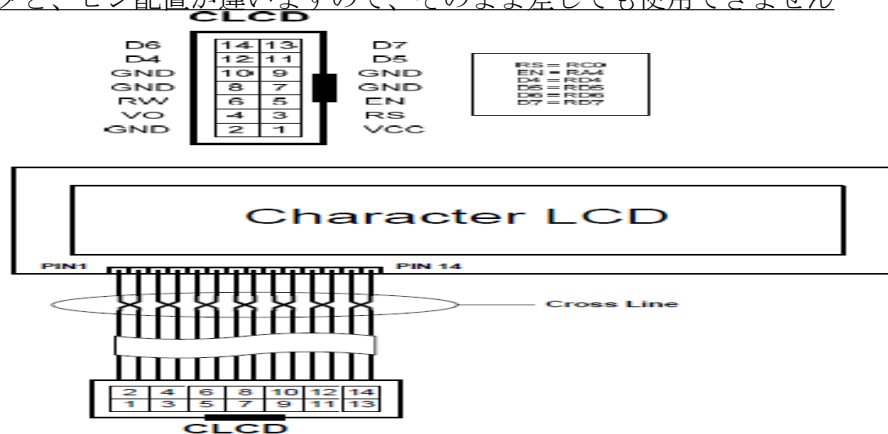 と、ピン配置が違いますので、そのまま差しても使用できません
CLCD
D6 14 13 D7
D4 12 11 D5
GND 10 9 GND
GND 8 7 GND
RW 6 5 EN
VO 4 3 RS
GND 2 1 VCC
RS = RC0
EN = RA4
D4 = RD4
D5 = RD5
D6 = RD6
D7 = RD7
Character LCD
PIN1
PIN 14
Cross Line
2 4 6 8 10 12 14
1 3 5 7 9 11 13
CLCD